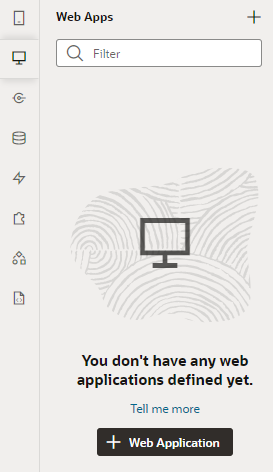 Web Apps
Filter
You don't have any web
applications defined yet.
Tell me more
Web Application